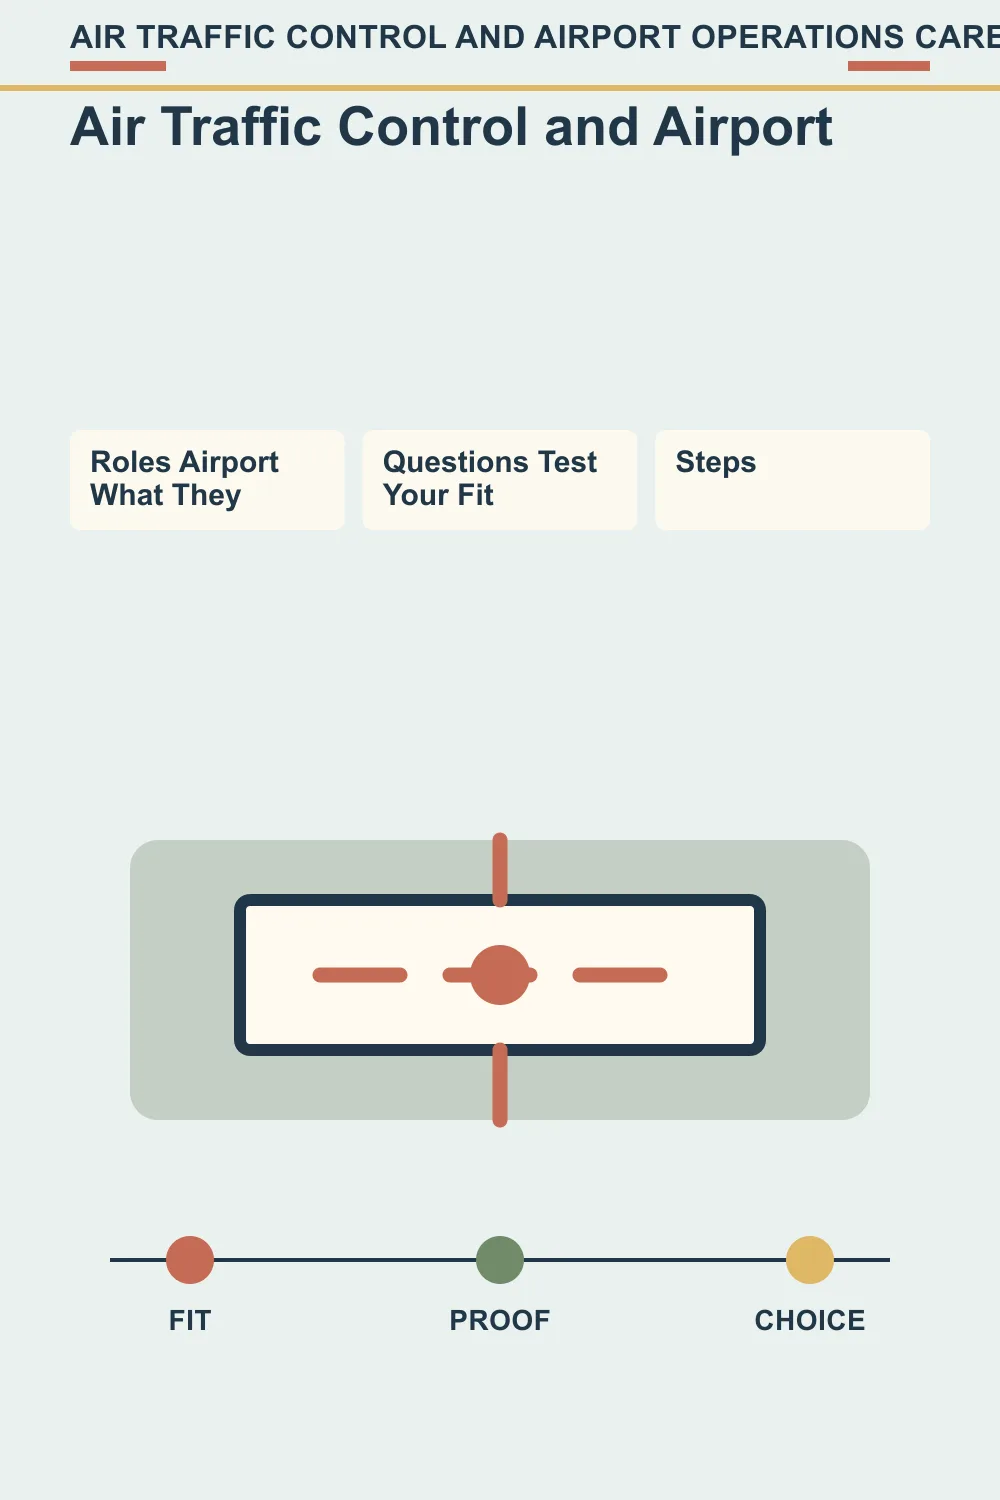 AIR TRAFFIC CONTROL AND AIRPORT OPERATIONS CARE
Air Traffic Control and Airport
Roles Airport
What They
Questions Test
Your Fit
Steps
FIT
PROOF
CHOICE